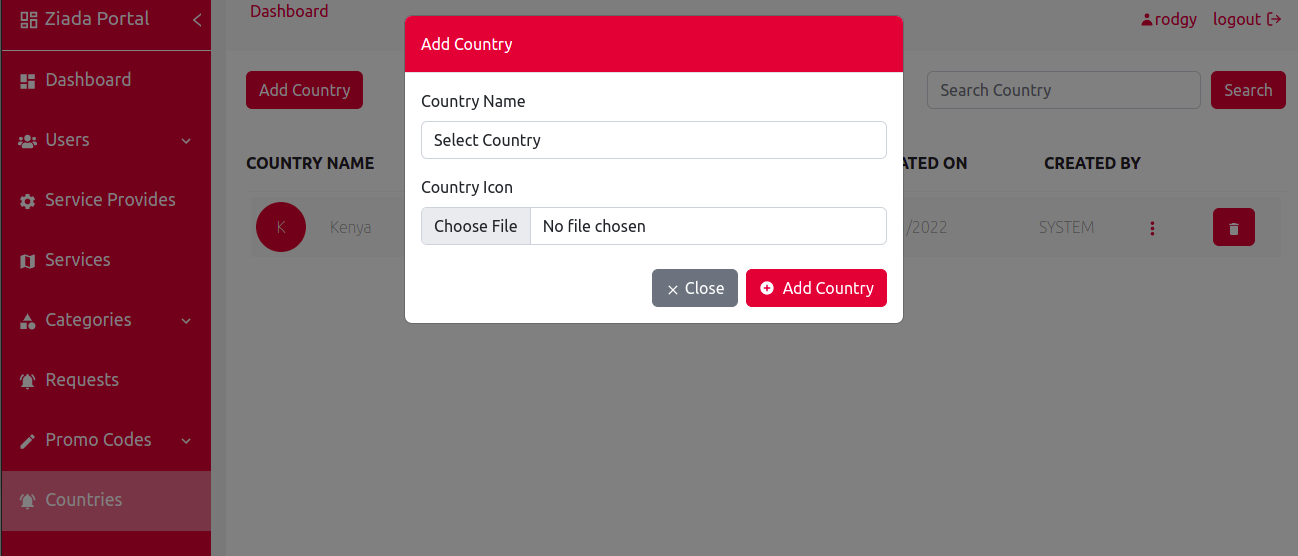 Ziada Portal
Dashboard
Users
Service Provides
Services
Categories
Requests
Promo Codes
Countries
Dashboard
rodgy logout
Add Country
Search Country
Search
COUNTRY NAME
CREATED BY
K
Kenya
/2022
SYSTEM
Add Country
Country Name
Select Country
Country Icon
Choose File No file chosen
Close
Add Country